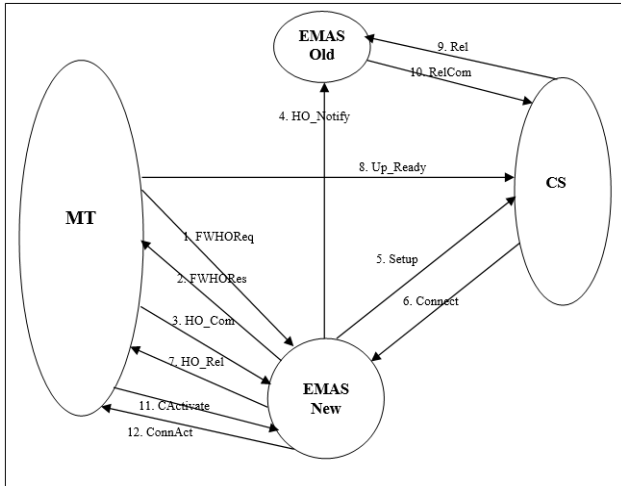 EMAS
Old
9. Rel
10. RelCom
4. HO_Notify
8. Up_Ready
CS
MT
1. FWHOReq
2. FWHORes
5. Setup
6. Connect
3. HO_Com
7. HO_Rel
EMAS
New
11. CActivate
12. ConnAct